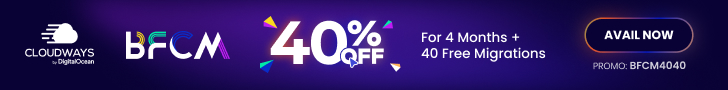 CLOUDWAYS
by DigitalOcean
BFCM
40% OFF
For 4 Months +
40 Free Migrations
AVAIL NOW
PROMO: BFCM4040